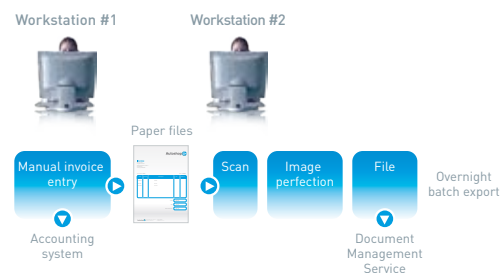 Workstation #1
Workstation #2
Paper files
Manual invoice
entry
Scan
Image
perfection
File
Overnight
batch export
Accounting
system
Document
Management
Service